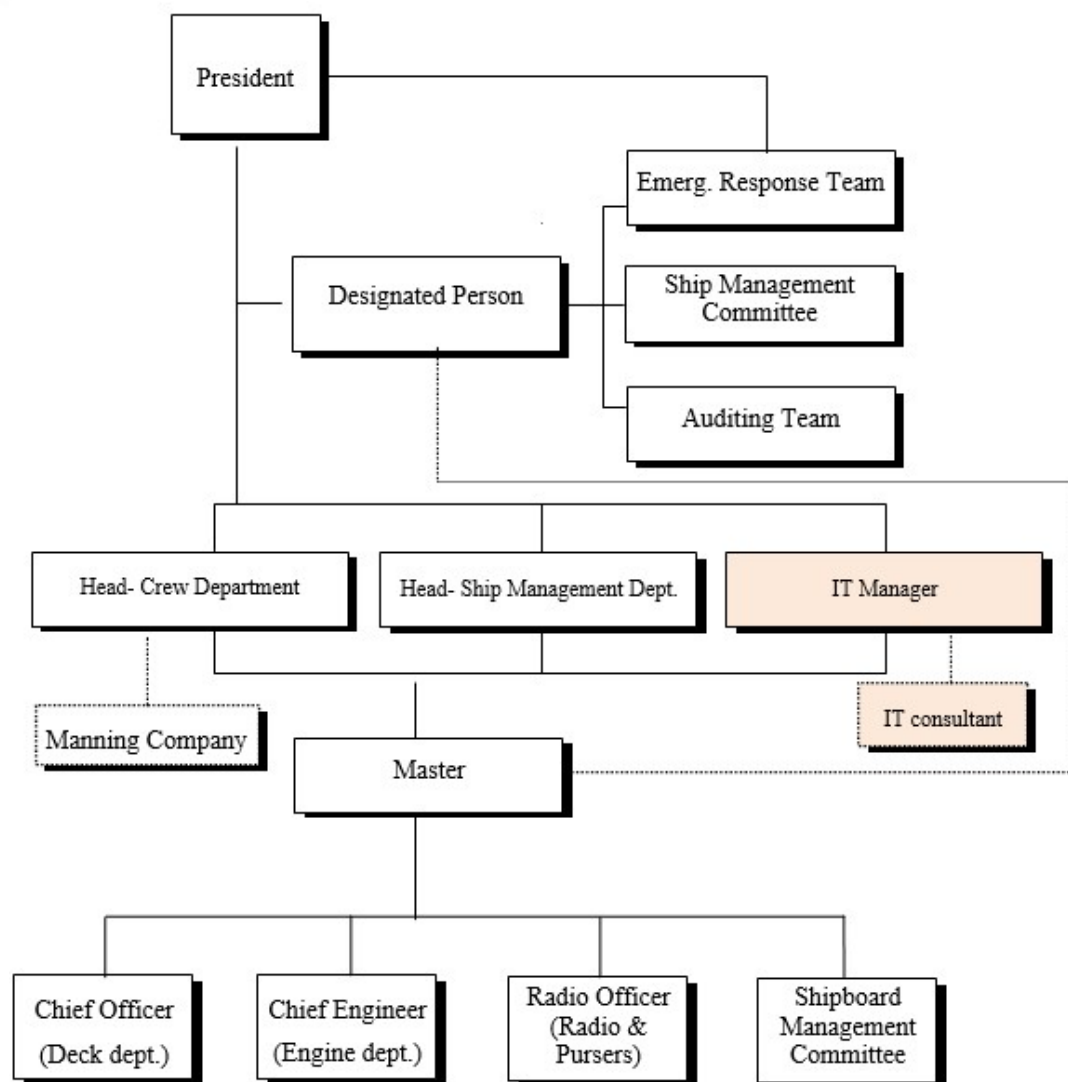 President
Emerg. Response Team
Designated Person
Ship Management
Committee
Auditing Team
Head- Crew Department
Head- Ship Management Dept.
IT Manager
Manning Company
IT consultant
Master
Chief Officer
(Deck dept.)
Chief Engineer
(Engine dept.)
Radio Officer
(Radio &
Pursers)
Shipboard
Management
Committee